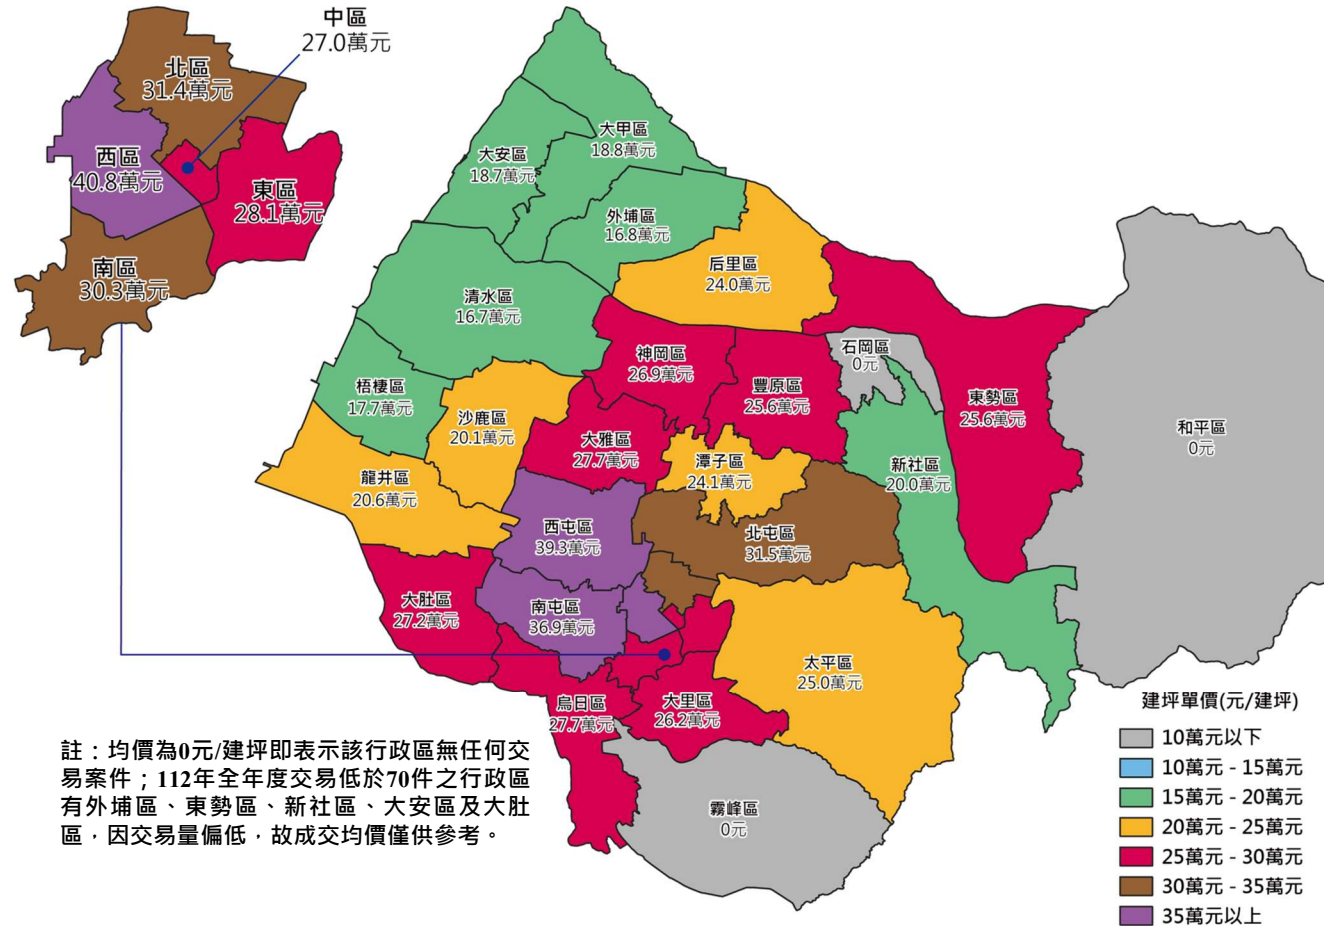 中區
27.0萬元
北區
31.4萬元
西區
40.8萬元
東區
28.1萬元
南區
30.3萬元
大甲區
18.8萬元
大安區
18.7萬元
外埔區
16.8萬元
后里區
24.0萬元
清水區
16.7萬元
神岡區
26.9萬元
石岡區
0元
豐原區
25.6萬元
東勢區
25.6萬元
和平區
0元
梧棲區
17.7萬元
沙鹿區
20.1萬元
大雅區
27.7萬元
潭子區
24.1萬元
新社區
20.0萬元
龍井區
20.6萬元
西屯區
39.3萬元
北屯區
31.5萬元
大肚區
27.2萬元
南屯區
36.9萬元
太平區
25.0萬元
烏日區
27.7萬元
大里區
26.2萬元
霧峰區
0元
註：均價為0元/建坪即表示該行政區無任何交
易案件；112年全年度交易低於70件之行政區
有外埔區、東勢區、新社區、大安區及大肚
區，因交易量偏低，故成交均價僅供參考。
建坪單價(元/建坪)
10萬元以下
10萬元 - 15萬元
15萬元 - 20萬元
20萬元 - 25萬元
25萬元 - 30萬元
30萬元 - 35萬元
35萬元以上